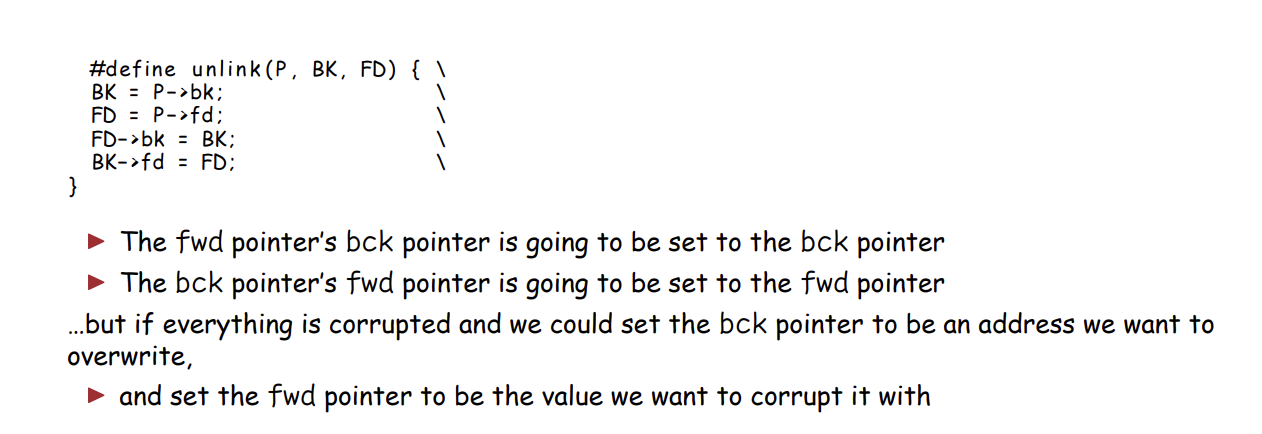 #define unlink(P, BK, FD) { \
BK = P->bk; \
FD = P->fd; \
FD->bk = BK; \
BK->fd = FD; \
}
► The fwd pointer's bck pointer is going to be set to the bck pointer
► The bck pointer's fwd pointer is going to be set to the fwd pointer
...but if everything is corrupted and we could set the bck pointer to be an address we want to
overwrite,
► and set the fwd pointer to be the value we want to corrupt it with